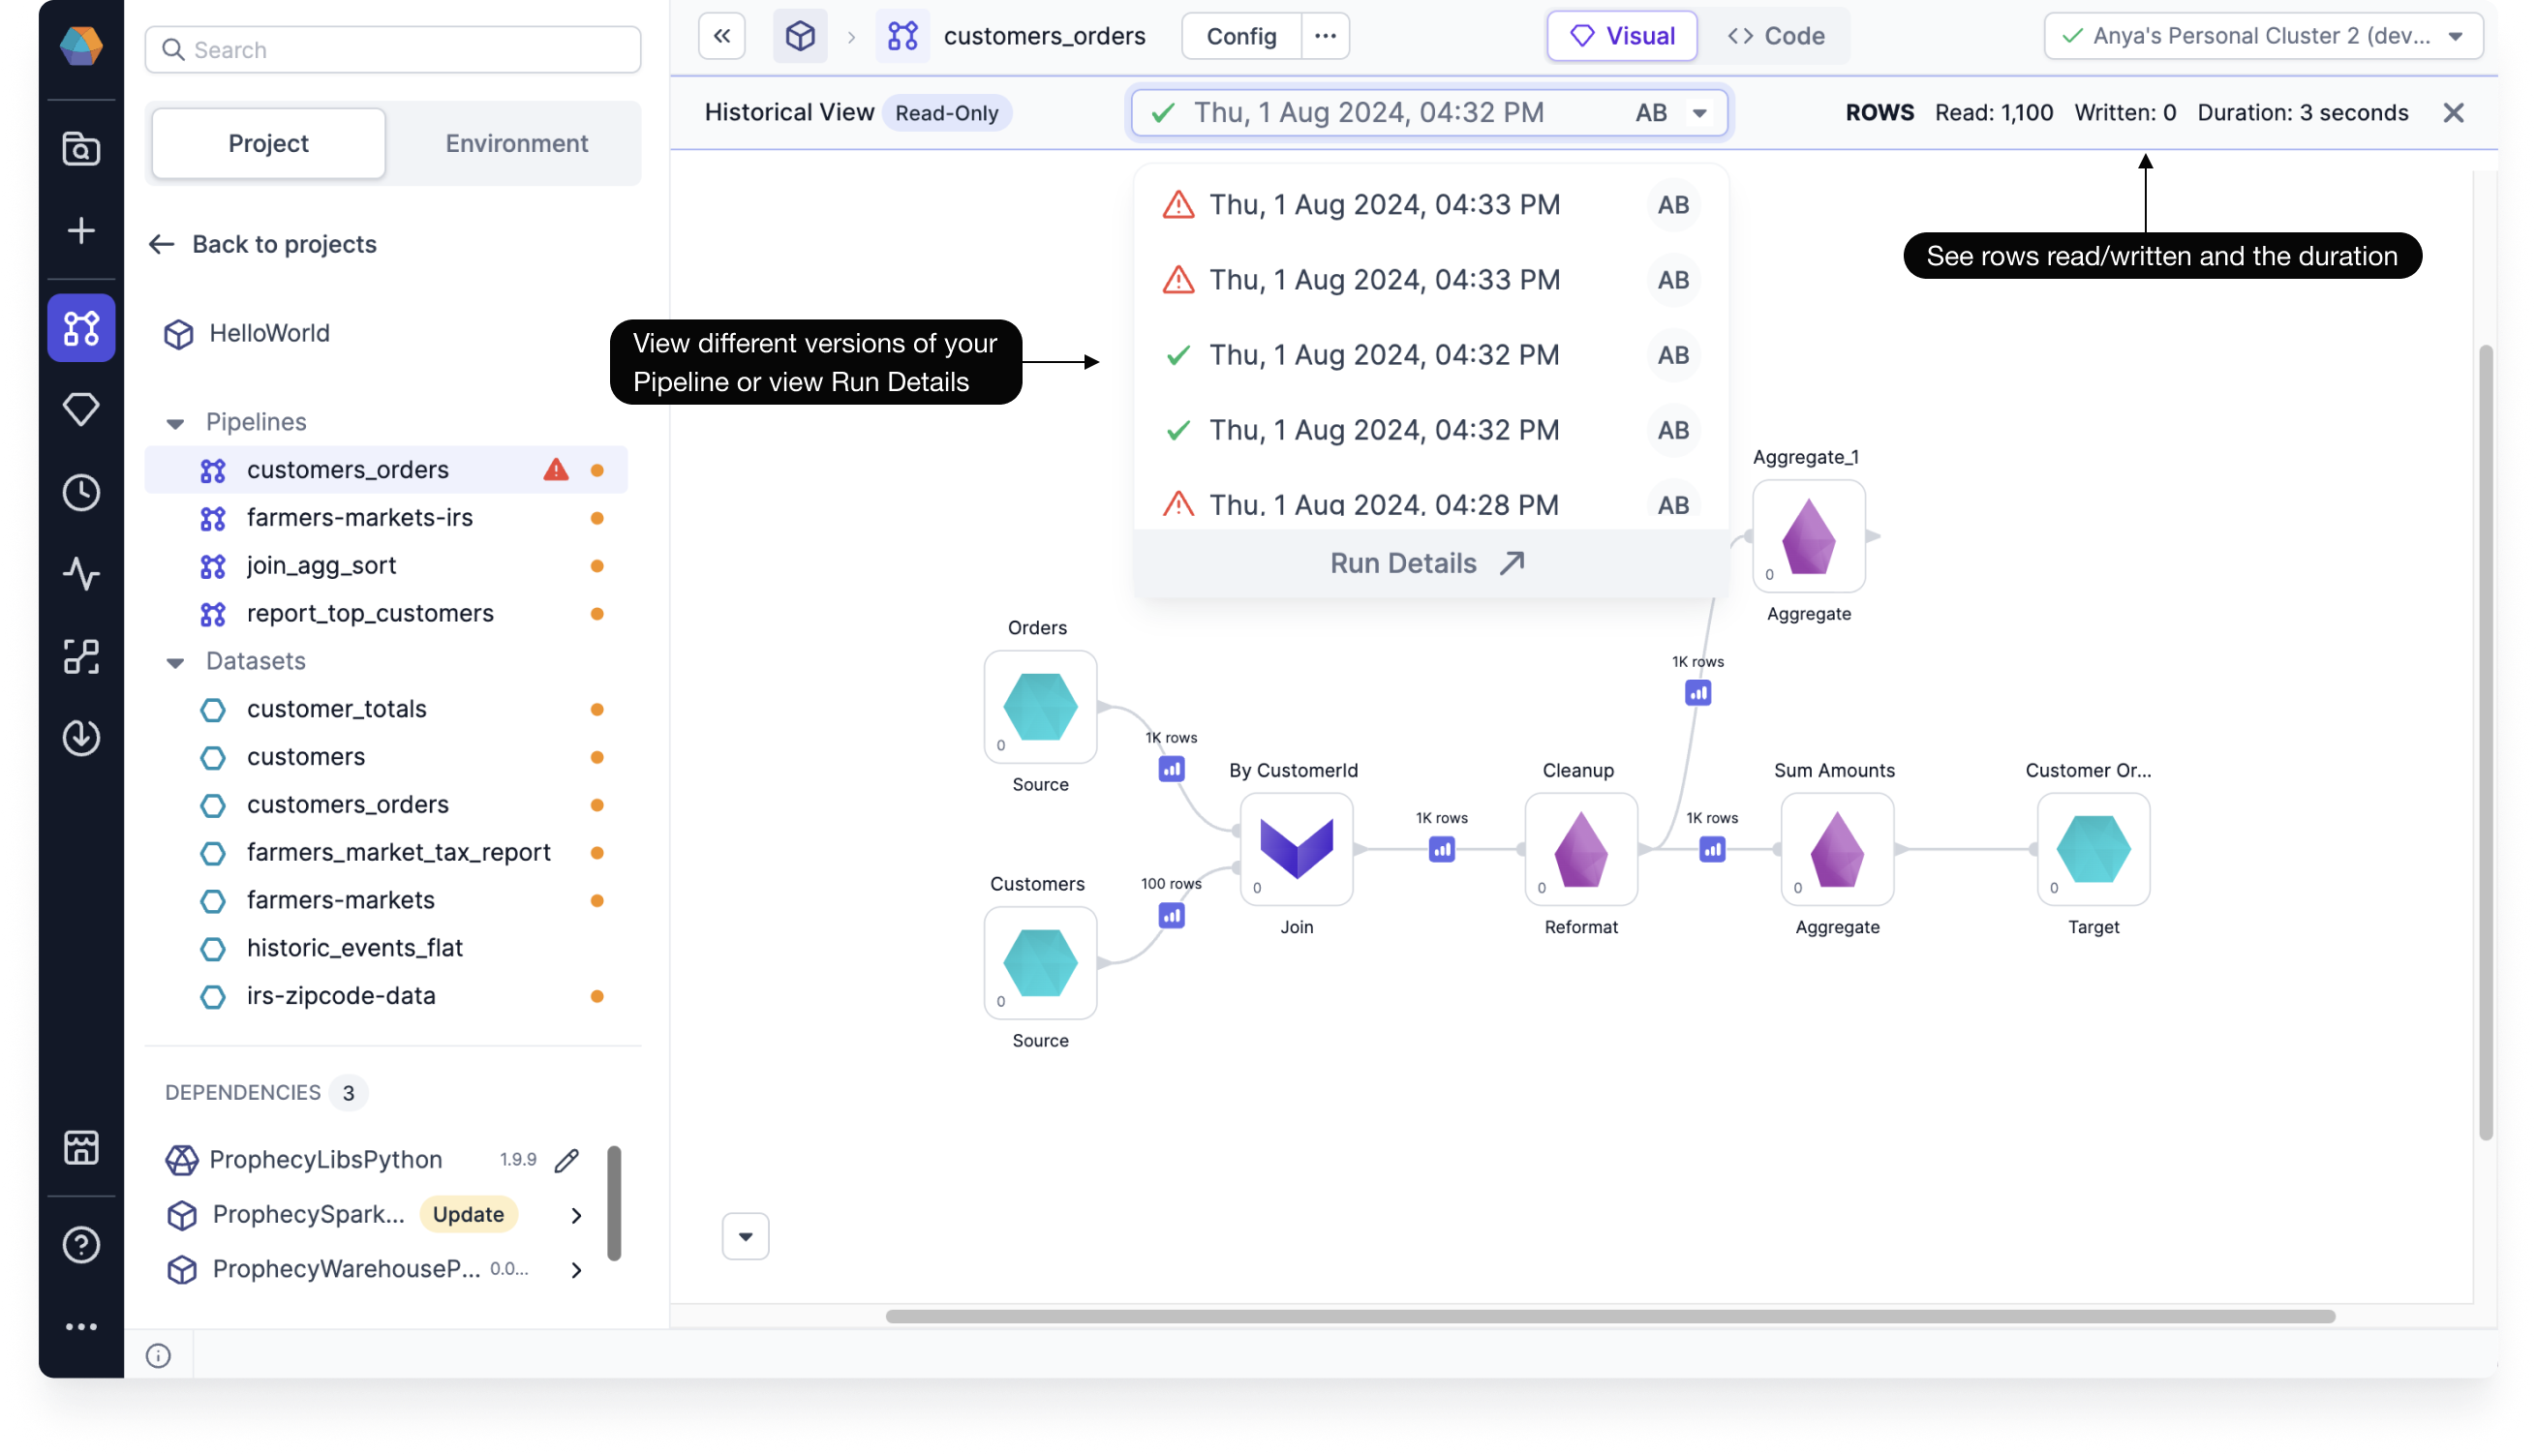 Search
Project
Environment
Back to projects
HelloWorld
Pipelines
customers_orders
farmers-markets-irs
join_agg_sort
report_top_customers
Datasets
customer_totals
customers
customers_orders
farmers_market_tax_report
farmers-markets
historic_events_flat
irs-zipcode-data
DEPENDENCIES 3
ProphecyLibsPython 1.9.9
ProphecySpark... Update
ProphecyWarehouseP... 0.0...
customers_orders
Config
Visual
Code
Anya's Personal Cluster 2 (dev...
Historical View Read-Only
Thu, 1 Aug 2024, 04:32 PM AB
ROWS Read: 1,100 Written: 0 Duration: 3 seconds
Thu, 1 Aug 2024, 04:33 PM AB
Thu, 1 Aug 2024, 04:33 PM AB
Thu, 1 Aug 2024, 04:32 PM AB
Thu, 1 Aug 2024, 04:32 PM AB
Thu, 1 Aug 2024, 04:28 PM AB
Run Details
See rows read/written and the duration
View different versions of your
Pipeline or view Run Details
Aggregate_1
0
Aggregate
1K rows
Orders
0
Source
1K rows
Customers
0
Source
100 rows
By CustomerId
0
Join
1K rows
Cleanup
0
Reformat
1K rows
Sum Amounts
0
Aggregate
Customer Or...
0
Target